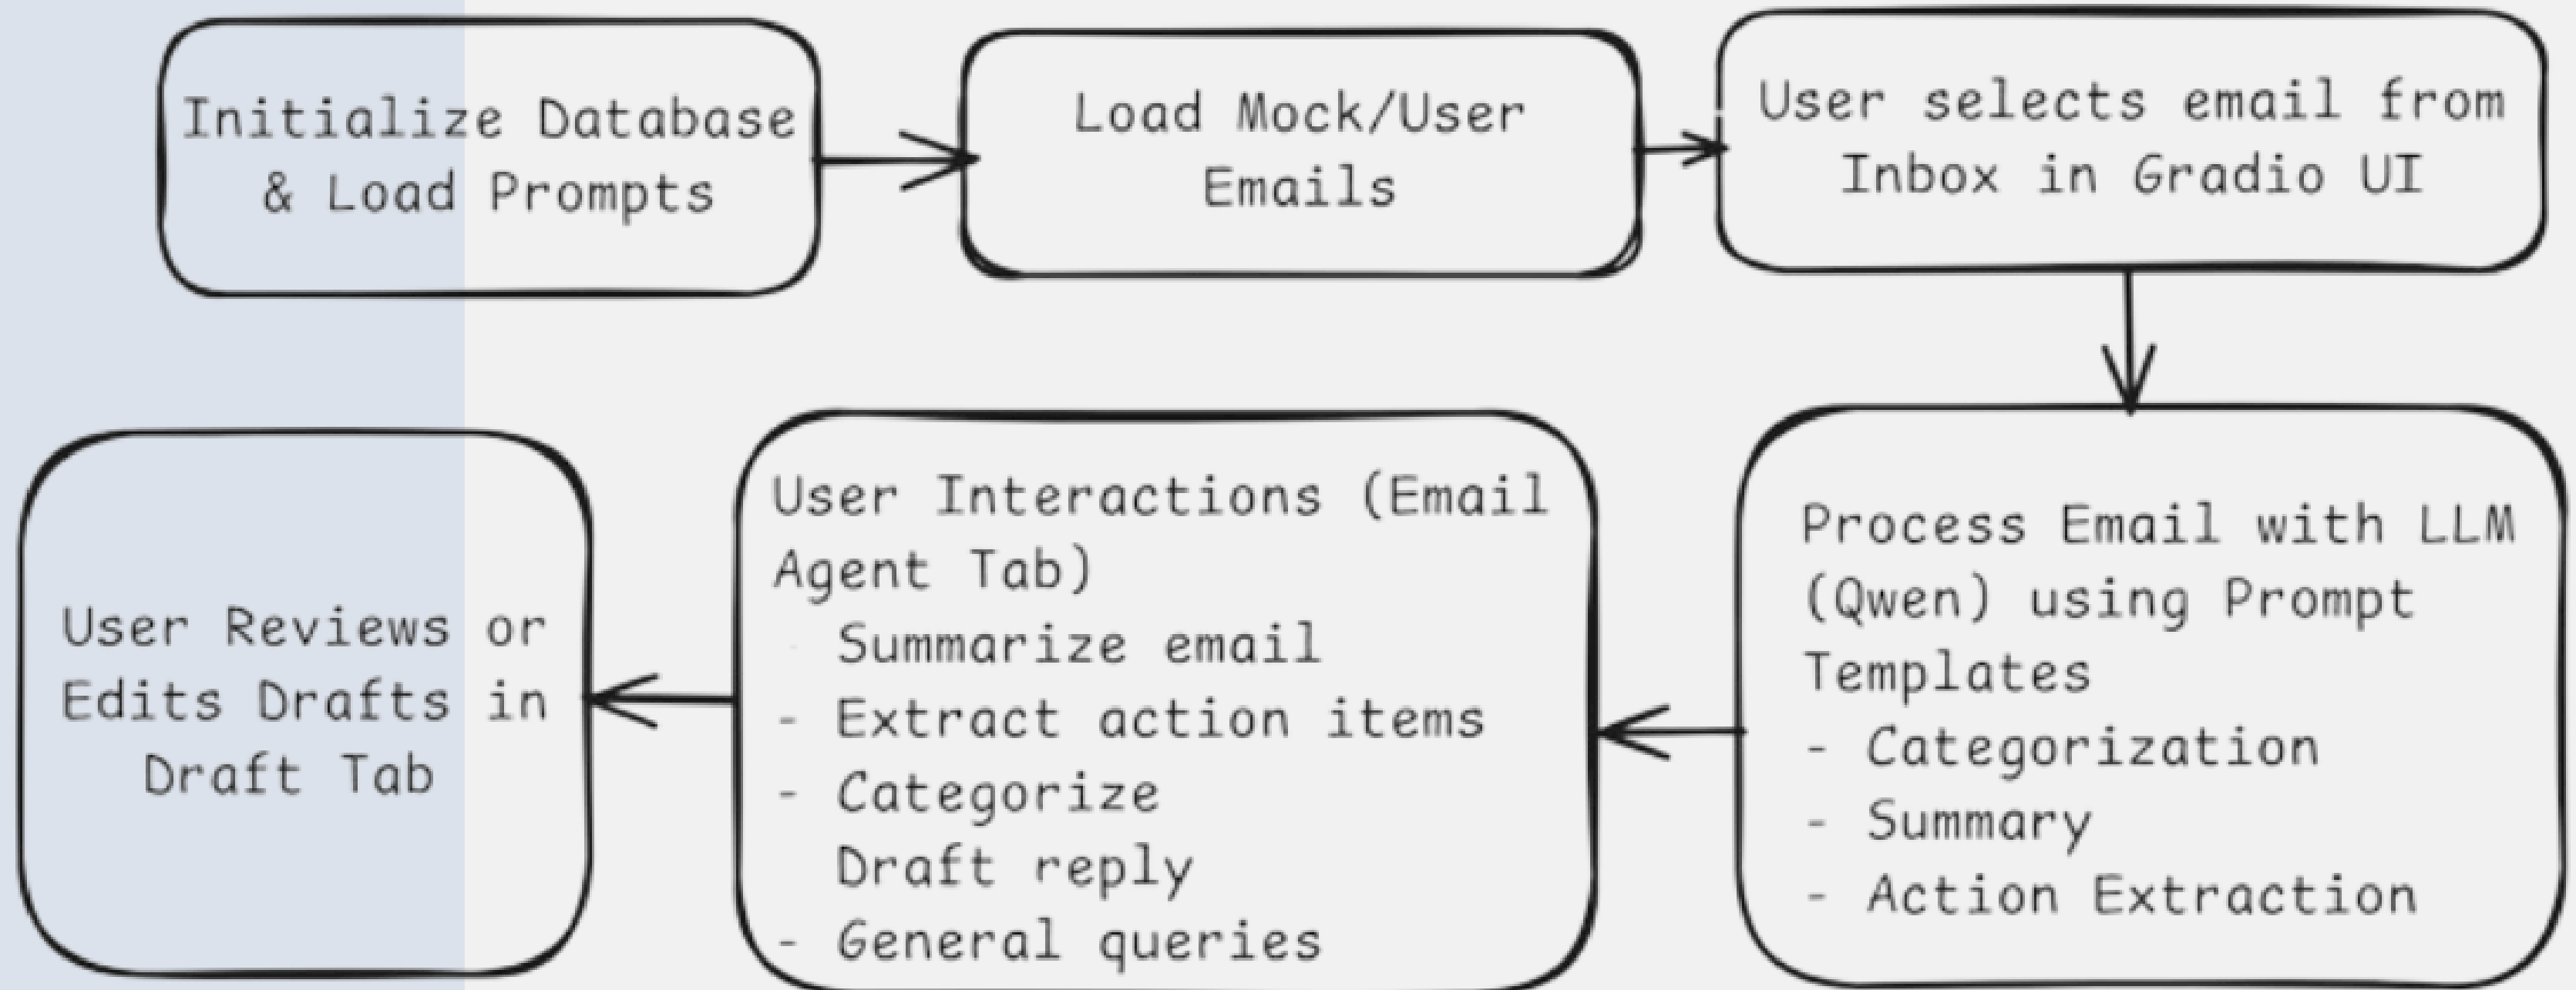 Initialize Database
& Load Prompts
Load Mock/User
Emails
User selects email from
Inbox in Gradio UI
Process Email with LLM
(Qwen) using Prompt
Templates
- Categorization
- Summary
- Action Extraction
User Interactions (Email
Agent Tab)
- Summarize email
- Extract action items
- Categorize
Draft reply
- General queries
User Reviews or
Edits Drafts in
Draft Tab